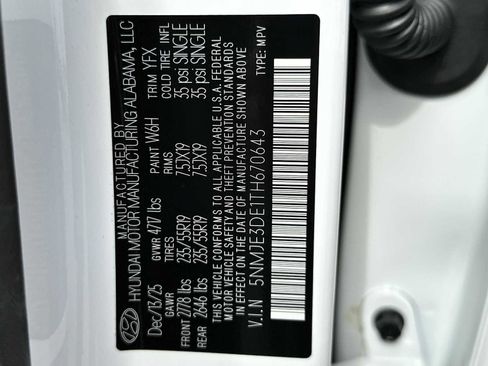 MANUFACTURED BY
HYUNDAI MOTOR MANUFACTURING ALABAMA, LLC
Dec/13/25 GVWR 4717 lbs PAINT W6H TRIM YFX
GAWR TIRES RIMS COLD TIRE INFL
FRONT 2778 lbs 235/55R19 7.5JX19 35 psi SINGLE
REAR 2646 lbs 235/55R19 7.5JX19 35 psi SINGLE
THIS VEHICLE CONFORMS TO ALL APPLICABLE U.S.A. FEDERAL
MOTOR VEHICLE SAFETY AND THEFT PREVENTION STANDARDS
IN EFFECT ON THE DATE OF MANUFACTURE SHOWN ABOVE
V.I.N 5NMJE3DE1TH670643 TYPE: MPV